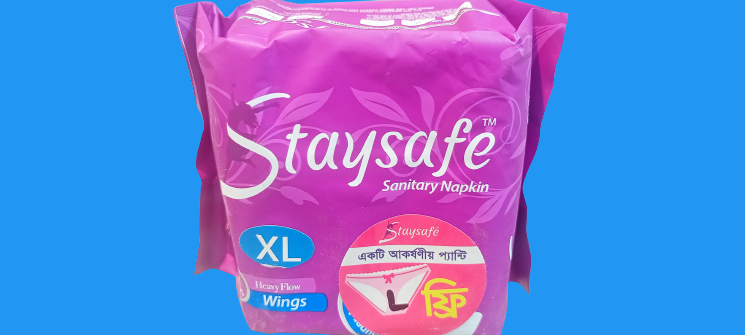 Staysafe™
Sanitary Napkin
XL
Heavy Flow
Wings
Staysafe
একটি আকর্ষণীয় প্যান্টি
ফ্রি